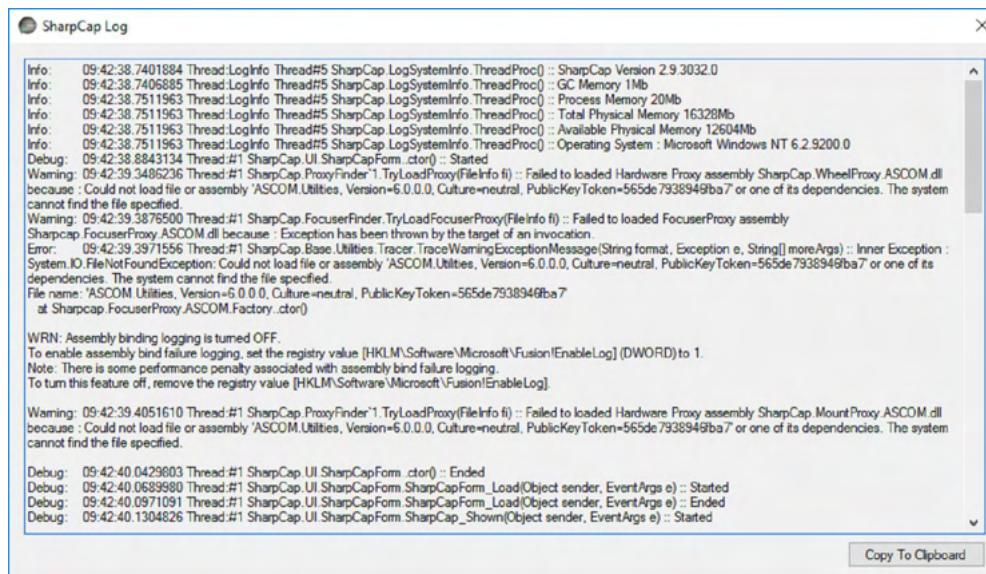 SharpCap Log
Info: 09:42:38.7401884 Thread:LogInfo Thread#5 SharpCap.LogSystemInfo.ThreadProc() :: SharpCap Version 2.9.3032.0
Info: 09:42:38.7406885 Thread:LogInfo Thread#5 SharpCap.LogSystemInfo.ThreadProc() :: GC Memory 1Mb
Info: 09:42:38.7511963 Thread:LogInfo Thread#5 SharpCap.LogSystemInfo.ThreadProc() :: Process Memory 20Mb
Info: 09:42:38.7511963 Thread:LogInfo Thread#5 SharpCap.LogSystemInfo.ThreadProc() :: Total Physical Memory 16328Mb
Info: 09:42:38.7511963 Thread:LogInfo Thread#5 SharpCap.LogSystemInfo.ThreadProc() :: Available Physical Memory 12604Mb
Info: 09:42:38.7511963 Thread:LogInfo Thread#5 SharpCap.LogSystemInfo.ThreadProc() :: Operating System : Microsoft Windows NT 6.2.9200.0
Debug: 09:42:38.8843134 Thread:#1 SharpCap.UI.SharpCapForm..ctor() :: Started
Warning: 09:42:39.3486236 Thread:#1 SharpCap.ProxyFinder`1.TryLoadProxy(FileInfo fi) :: Failed to loaded Hardware Proxy assembly SharpCap.WheelProxy.ASCOM.dll
because : Could not load file or assembly 'ASCOM.Utilities, Version=6.0.0.0, Culture=neutral, PublicKeyToken=565de7938946fba7' or one of its dependencies. The system
cannot find the file specified.
Warning: 09:42:39.3876500 Thread:#1 SharpCap.FocuserFinder.TryLoadFocuserProxy(FileInfo fi) :: Failed to loaded FocuserProxy assembly
Sharpcap.FocuserProxy.ASCOM.dll because : Exception has been thrown by the target of an invocation.
Error: 09:42:39.3971556 Thread:#1 SharpCap.Base.Utilities.Tracer.TraceWarningExceptionMessage(String format, Exception e, String[] moreArgs) :: Inner Exception :
System.IO.FileNotFoundException: Could not load file or assembly 'ASCOM.Utilities, Version=6.0.0.0, Culture=neutral, PublicKeyToken=565de7938946fba7' or one of its
dependencies. The system cannot find the file specified.
File name: 'ASCOM.Utilities, Version=6.0.0.0, Culture=neutral, PublicKeyToken=565de7938946fba7'
at Sharpcap.FocuserProxy.ASCOM.Factory..ctor()
WRN: Assembly binding logging is turned OFF.
To enable assembly bind failure logging, set the registry value [HKLM\Software\Microsoft\Fusion!EnableLog] (DWORD) to 1.
Note: There is some performance penalty associated with assembly bind failure logging.
To turn this feature off, remove the registry value [HKLM\Software\Microsoft\Fusion!EnableLog].
Warning: 09:42:39.4051610 Thread:#1 SharpCap.ProxyFinder`1.TryLoadProxy(FileInfo fi) :: Failed to loaded Hardware Proxy assembly SharpCap.MountProxy.ASCOM.dll
because : Could not load file or assembly 'ASCOM.Utilities, Version=6.0.0.0, Culture=neutral, PublicKeyToken=565de7938946fba7' or one of its dependencies. The system
cannot find the file specified.
Debug: 09:42:40.0429803 Thread:#1 SharpCap.UI.SharpCapForm..ctor() :: Ended
Debug: 09:42:40.0689980 Thread:#1 SharpCap.UI.SharpCapForm.SharpCapForm_Load(Object sender, EventArgs e) :: Started
Debug: 09:42:40.0971091 Thread:#1 SharpCap.UI.SharpCapForm.SharpCapForm_Load(Object sender, EventArgs e) :: Ended
Debug: 09:42:40.1304826 Thread:#1 SharpCap.UI.SharpCapForm.SharpCap_Shown(Object sender, EventArgs e) :: Started
Copy To Clipboard